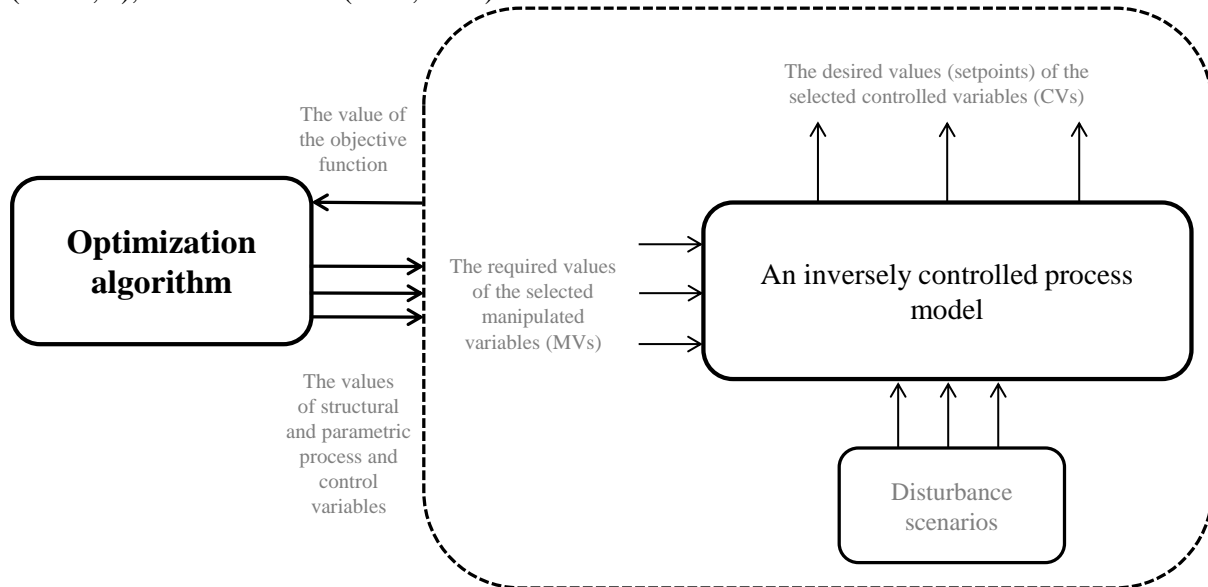 The desired values (setpoints) of the
selected controlled variables (CVs)
The value of
the objective
function
Optimization
algorithm
The required values
of the selected
manipulated
variables (MVs)
An inversely controlled process
model
The values
of structural
and parametric
process and
control
variables
Disturbance
scenarios